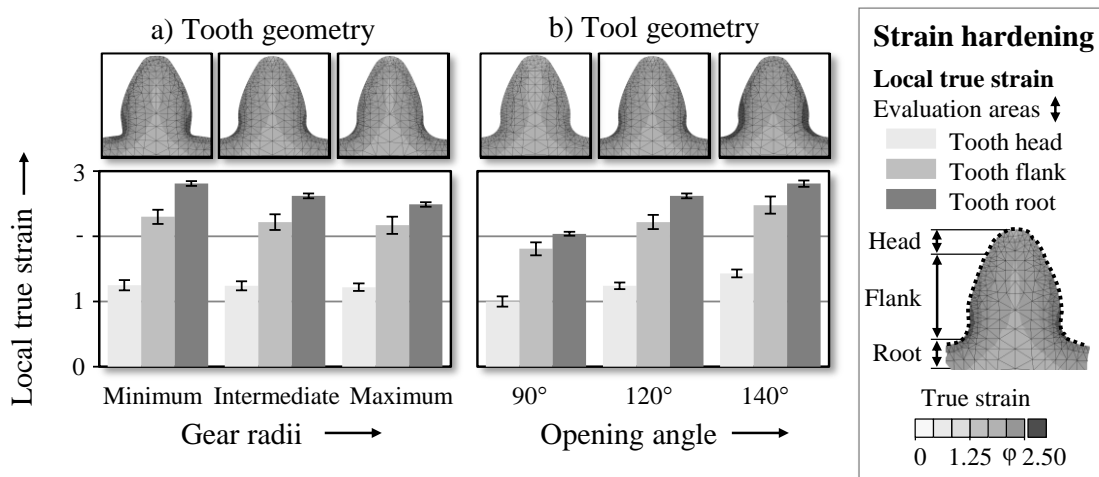 a) Tooth geometry
b) Tool geometry
Local true strain
3
-
1
0
Minimum Intermediate Maximum
Gear radii
90° 120° 140°
Opening angle
Strain hardening
Local true strain
Evaluation areas
Tooth head
Tooth flank
Tooth root
Head
Flank
Root
True strain
0 1.25 φ 2.50